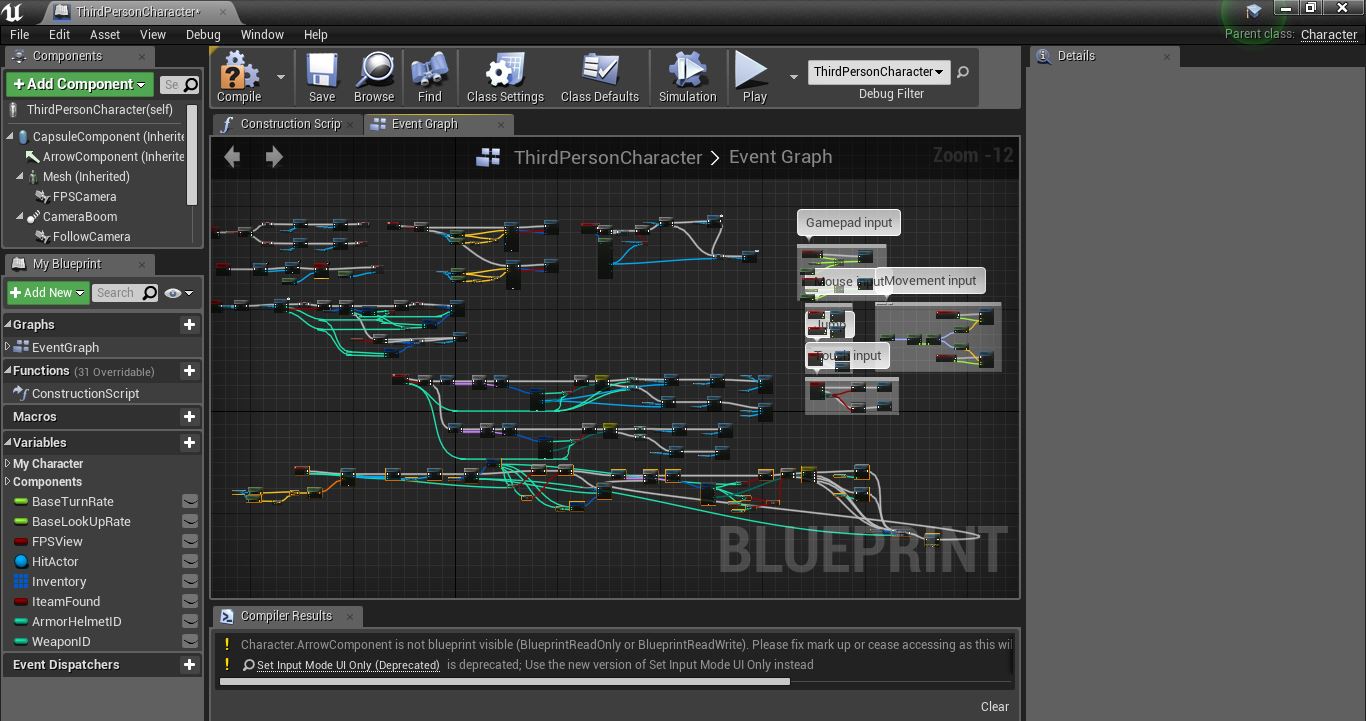 ThirdPersonCharacter*
File Edit Asset View Debug Window Help
Parent class: Character
Components
+ Add Component
Se
ThirdPersonCharacter(self)
CapsuleComponent (Inherite
ArrowComponent (Inherite
Mesh (Inherited)
FPSCamera
CameraBoom
FollowCamera
My Blueprint
+ Add New
Search
Graphs
EventGraph
Functions (31 Overridable)
ConstructionScript
Macros
Variables
My Character
Components
BaseTurnRate
BaseLookUpRate
FPSView
HitActor
Inventory
IteamFound
ArmorHelmetID
WeaponID
Event Dispatchers
Compile
Save
Browse
Find
Class Settings
Class Defaults
Simulation
Play
ThirdPersonCharacter
Debug Filter
Construction Scrip
Event Graph
ThirdPersonCharacter > Event Graph
Zoom -12
Gamepad input
Mouse input
Movement input
Touch input
BLUEPRINT
Compiler Results
Character.ArrowComponent is not blueprint visible (BlueprintReadOnly or BlueprintReadWrite). Please fix mark up or cease accessing as this wil
Set Input Mode UI Only (Deprecated) is deprecated; Use the new version of Set Input Mode UI Only instead
Clear
Details